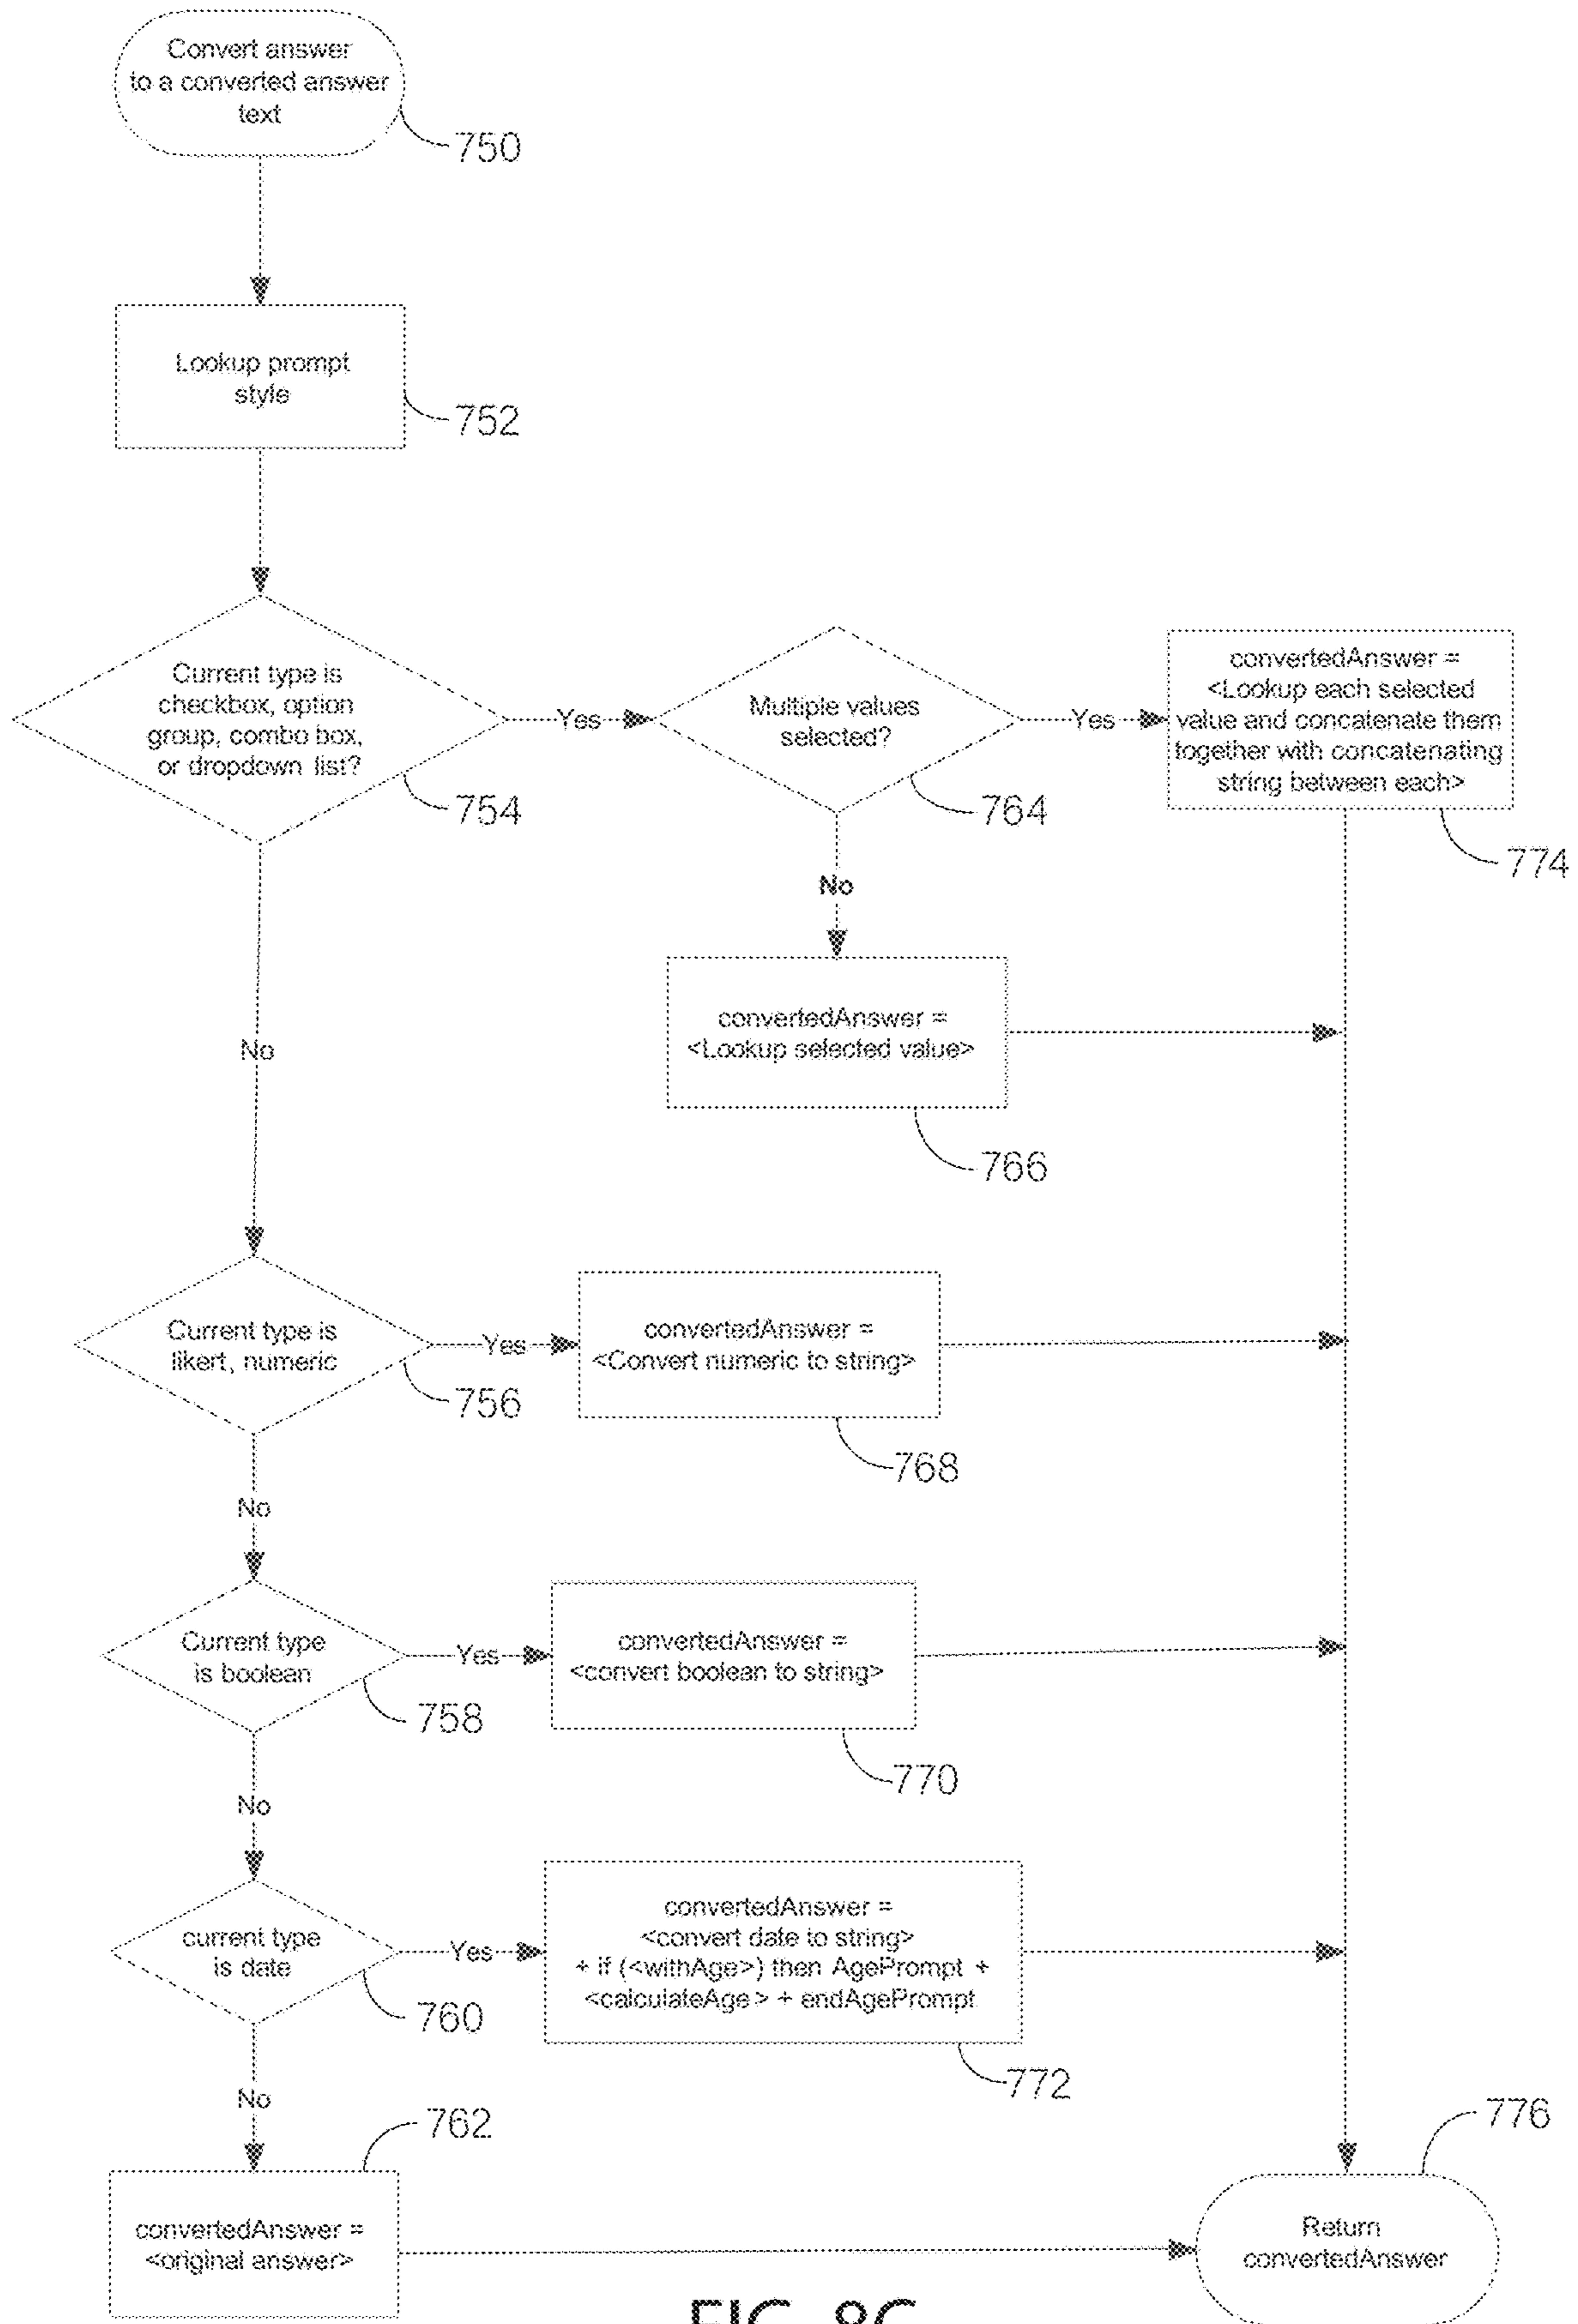 Convert answer
to a converted answer
text
750
Lookup prompt
style
752
Current type is
checkbox, option
group, combo box,
or dropdown list?
754
Yes
Multiple values
selected?
764
Yes
convertedAnswer =
<Lookup each selected
value and concatenate them
together with concatenating
string between each>
774
No
convertedAnswer =
<Lookup selected value>
766
No
Current type is
likert, numeric
756
Yes
convertedAnswer =
<Convert numeric to string>
768
No
Current type
is boolean
758
Yes
convertedAnswer =
<convert boolean to string>
770
No
current type
is date
760
Yes
convertedAnswer =
<convert date to string>
+ if (<withAge>) then AgePrompt +
<calculateAge> + endAgePrompt
772
No
762
convertedAnswer =
<original answer>
776
Return
convertedAnswer
FIG. 8C